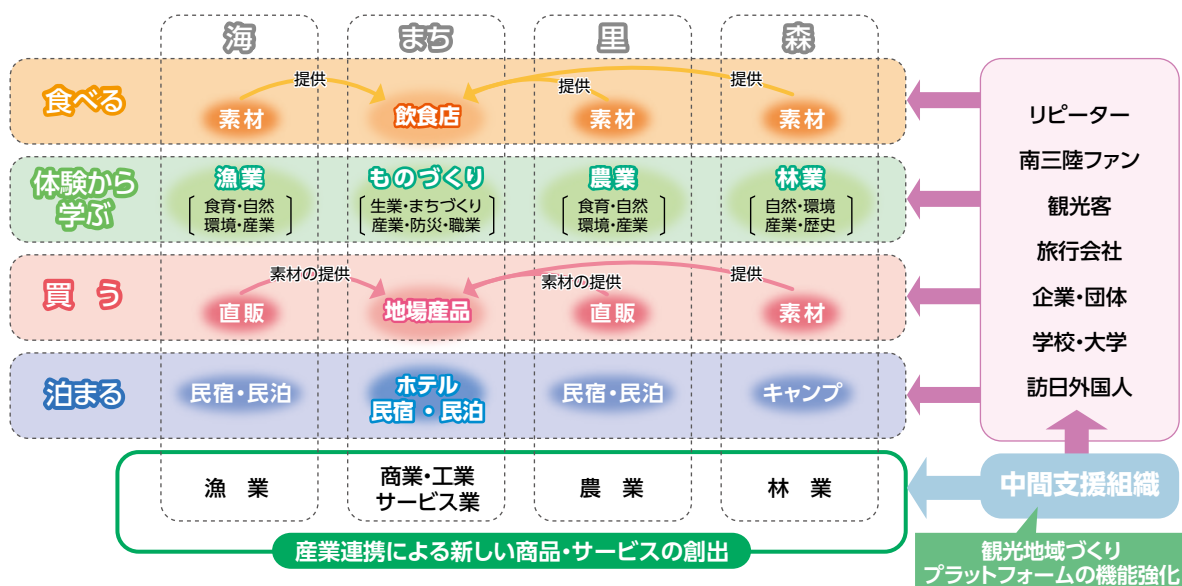 海
まち
里
森
食べる
提供
提供
提供
素材
飲食店
素材
素材
体験から
学ぶ
漁業
食育・自然
環境・産業
ものづくり
生業・まちづくり
産業・防災・職業
農業
食育・自然
環境・産業
林業
自然・環境
産業・歴史
買う
素材の提供
素材の提供
提供
直販
地場産品
直販
素材
泊まる
民宿・民泊
ホテル
民宿・民泊
民宿・民泊
キャンプ
漁業
商業・工業
サービス業
農業
林業
産業連携による新しい商品・サービスの創出
リピーター
南三陸ファン
観光客
旅行会社
企業・団体
学校・大学
訪日外国人
中間支援組織
観光地域づくり
プラットフォームの機能強化